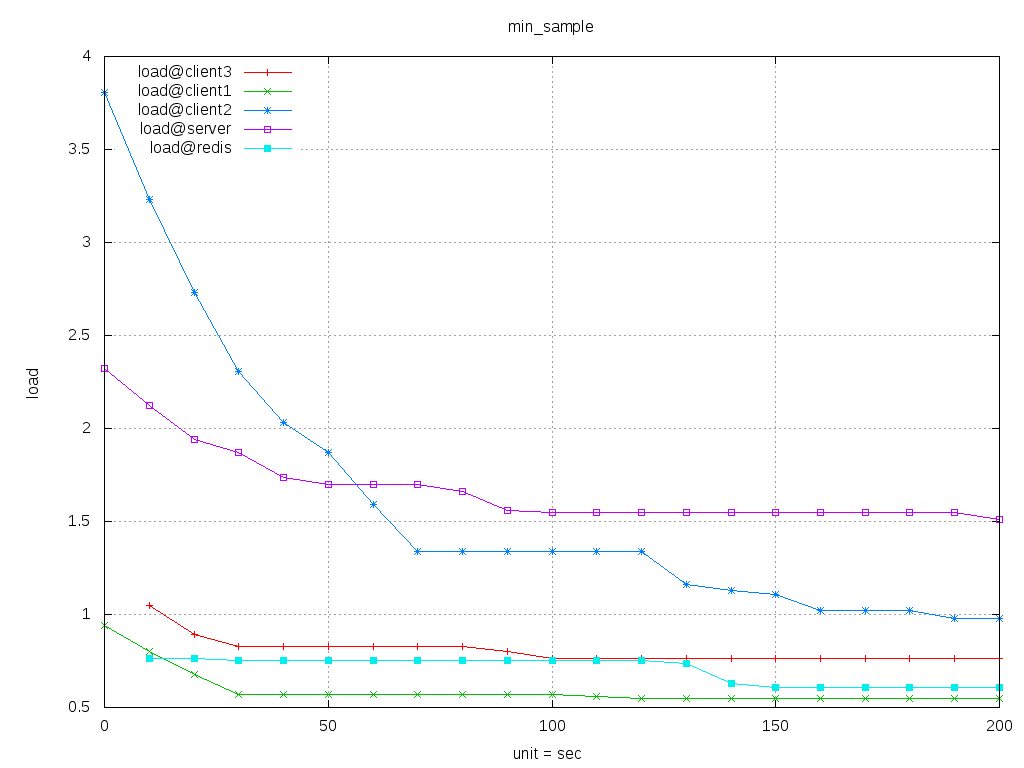 min_sample
load@client3
load@client1
load@client2
load@server
load@redis
4
3.5
3
2.5
2
1.5
1
0.5
load
0 50 100 150 200
unit = sec